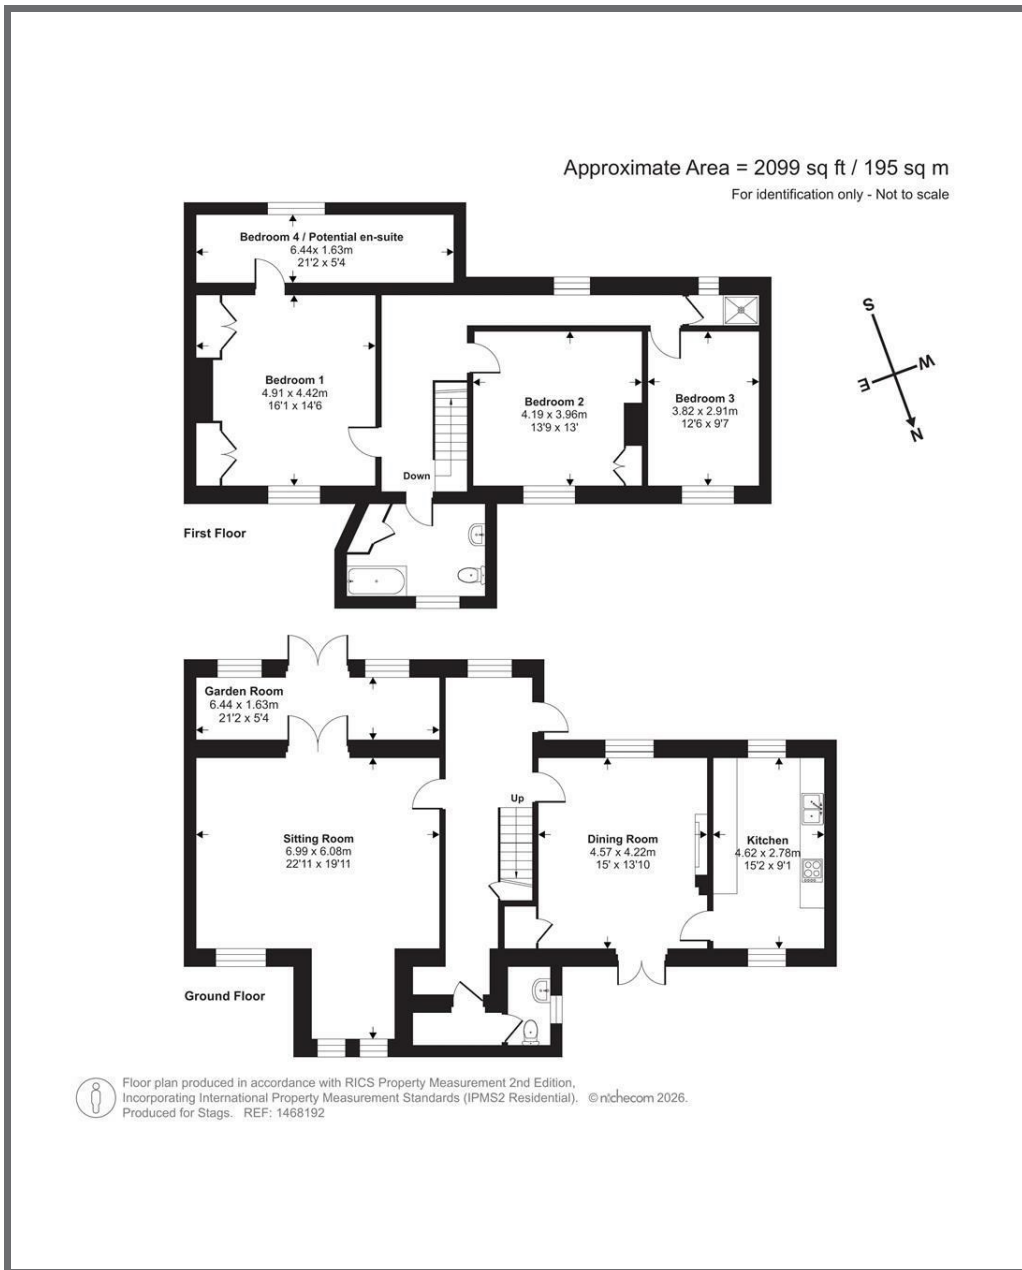 Approximate Area = 2099 sq ft / 195 sq m
For identification only - Not to scale
Bedroom 4 / Potential en-suite
6.44x 1.63m
21'2 x 5'4
Bedroom 1
4.91 x 4.42m
16'1 x 14'6
Bedroom 2
4.19 x 3.96m
13'9 x 13'
Bedroom 3
3.82 x 2.91m
12'6 x 9'7
S
W
E
N
Down
First Floor
Garden Room
6.44 x 1.63m
21'2 x 5'4
Up
Sitting Room
6.99 x 6.08m
22'11 x 19'11
Dining Room
4.57 x 4.22m
15' x 13'10
Kitchen
4.62 x 2.78m
15'2 x 9'1
Ground Floor
Floor plan produced in accordance with RICS Property Measurement 2nd Edition,
Incorporating International Property Measurement Standards (IPMS2 Residential). © nichecom 2026.
Produced for Stags. REF: 1468192